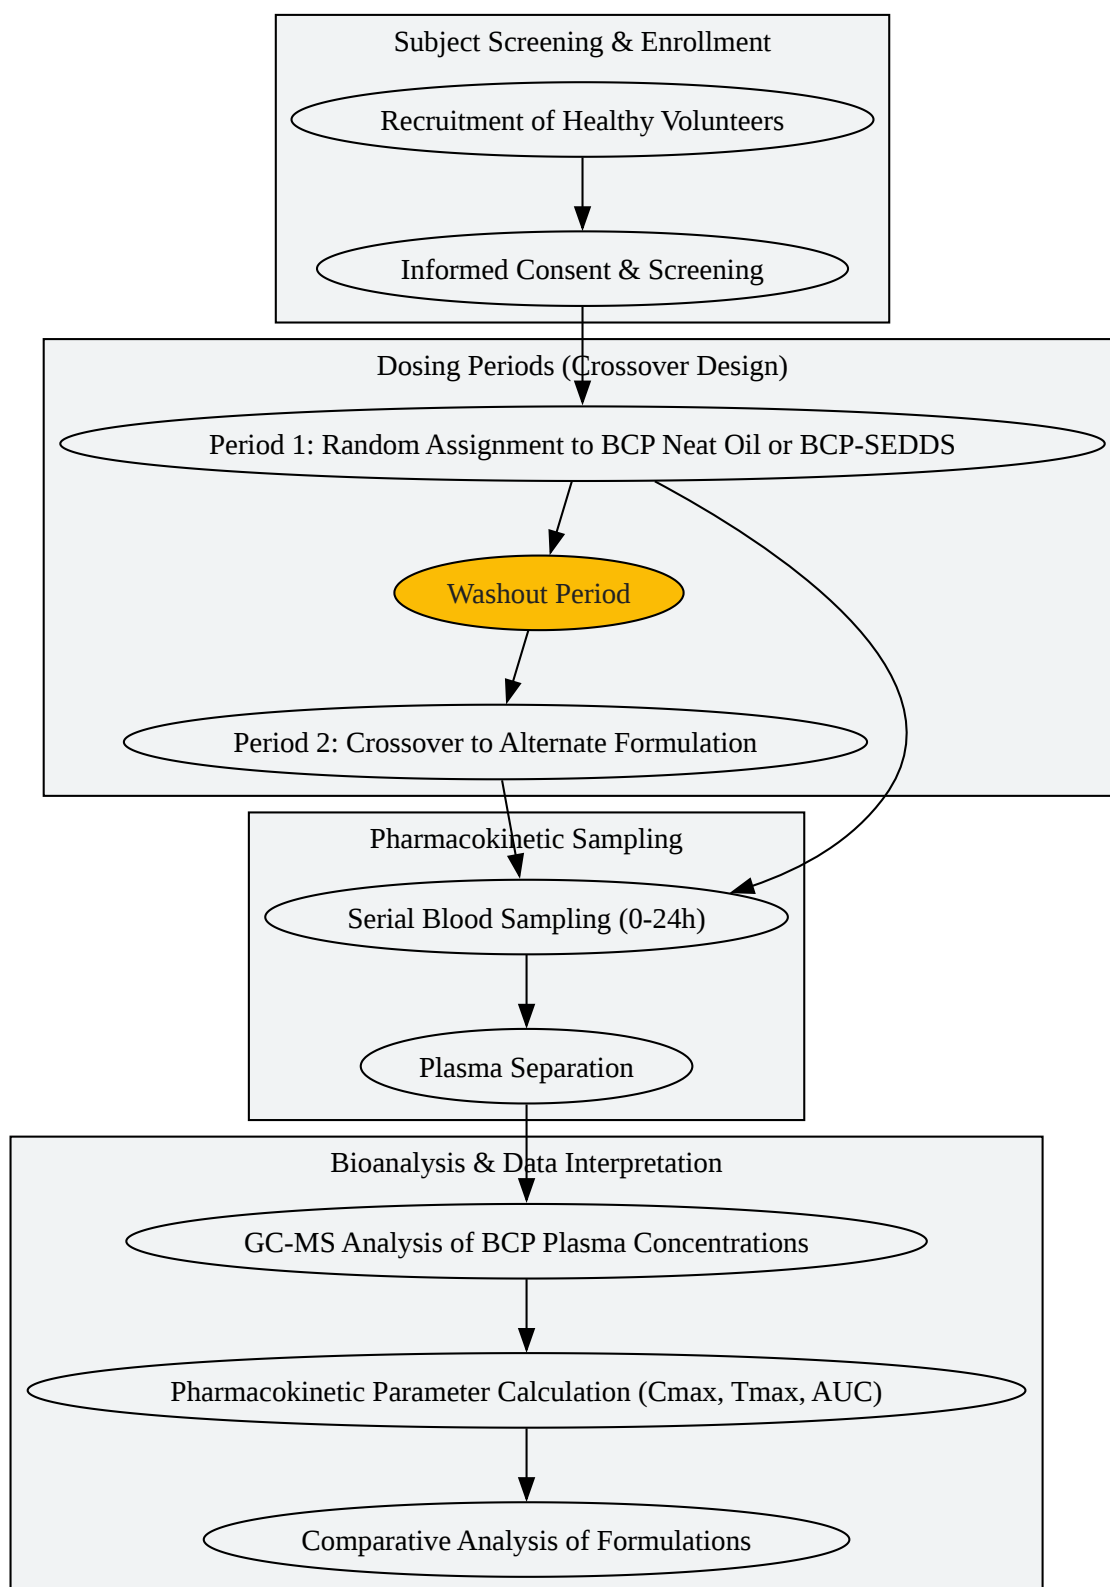 Subject Screening & Enrollment
Recruitment of Healthy Volunteers
Informed Consent & Screening
Dosing Periods (Crossover Design)
Period 1: Random Assignment to BCP Neat Oil or BCP-SEDDS
Washout Period
Period 2: Crossover to Alternate Formulation
Pharmacokinetic Sampling
Serial Blood Sampling (0-24h)
Plasma Separation
Bioanalysis & Data Interpretation
GC-MS Analysis of BCP Plasma Concentrations
Pharmacokinetic Parameter Calculation (Cmax, Tmax, AUC)
Comparative Analysis of Formulations